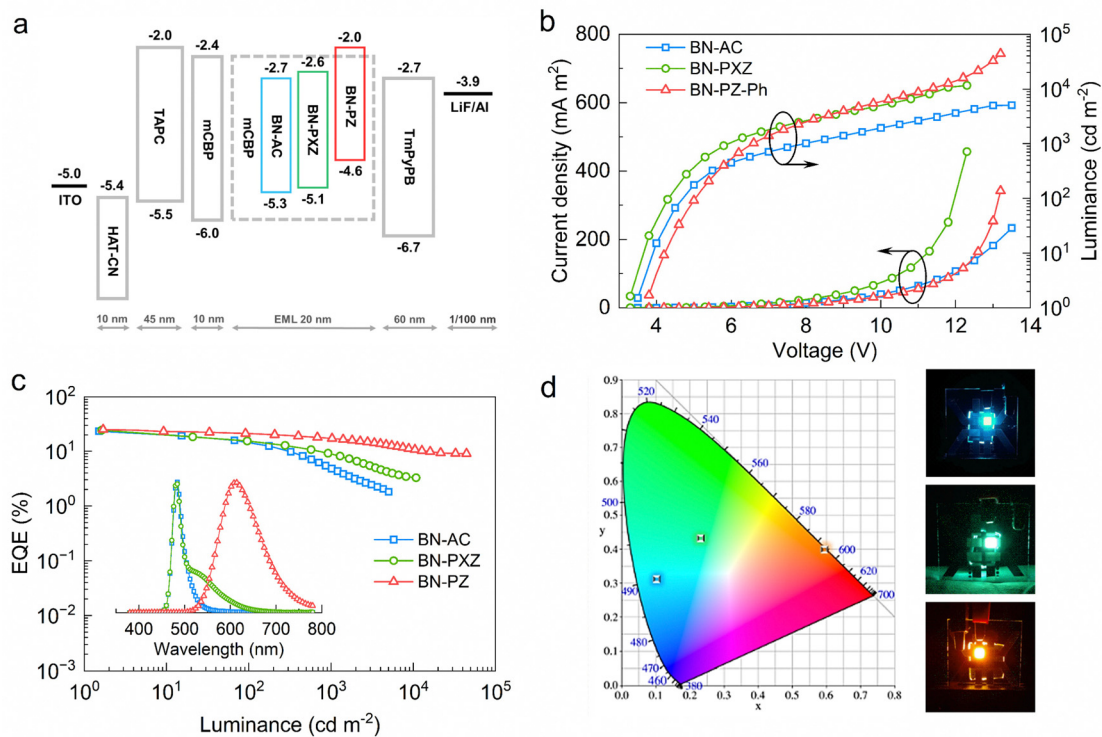 a
-2.0
-2.4
-2.7
-2.6
-2.0
-2.7
-3.9
LiF/Al
TAPC
mCBP
mCBP
BN-AC
BN-PXZ
BN-PZ
TmPyPB
-5.0
ITO
-5.4
HAT-CN
-5.5
-6.0
-5.3
-5.1
-4.6
-6.7
10 nm
45 nm
10 nm
EML 20 nm
60 nm
1/100 nm
b
BN-AC
BN-PXZ
BN-PZ-Ph
Current density (mA m²)
800
600
400
200
0
4
6
8
10
12
14
Voltage (V)
10⁵
10⁴
10³
10²
10¹
10⁰
Luminance (cd m⁻²)
c
EQE (%)
10²
10¹
10⁰
10⁻¹
10⁻²
10⁻³
BN-AC
BN-PXZ
BN-PZ
400 500 600 700 800
Wavelength (nm)
10⁰
10¹
10²
10³
10⁴
10⁵
Luminance (cd m⁻²)
d
0.9
0.8
0.7
0.6
0.5
y
0.4
0.3
0.2
0.1
0.0
0.0 0.1 0.2 0.3 0.4 0.5 0.6 0.7 0.8
x
520
540
560
580
600
620
700
500
490
480
470
460
380